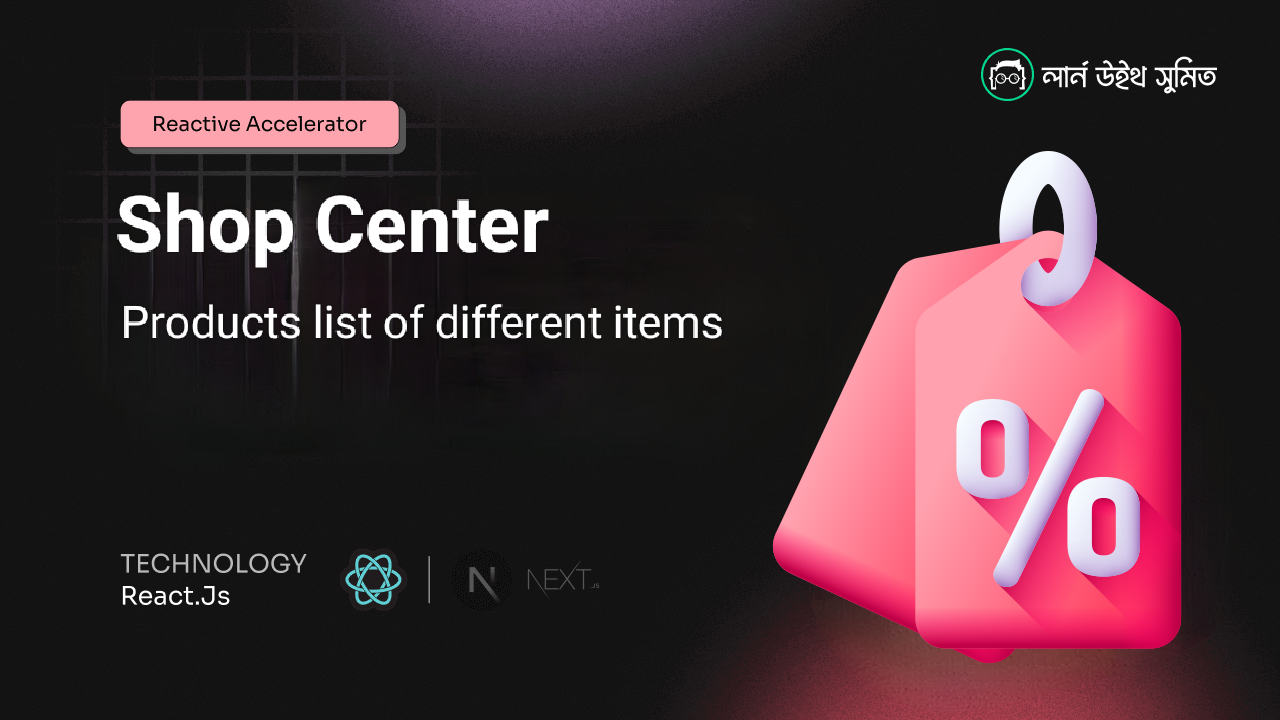 লার্ন উইথ সুমিত
Reactive Accelerator
Shop Center
Products list of different items
%
TECHNOLOGY
React.Js
N
NEXT.JS